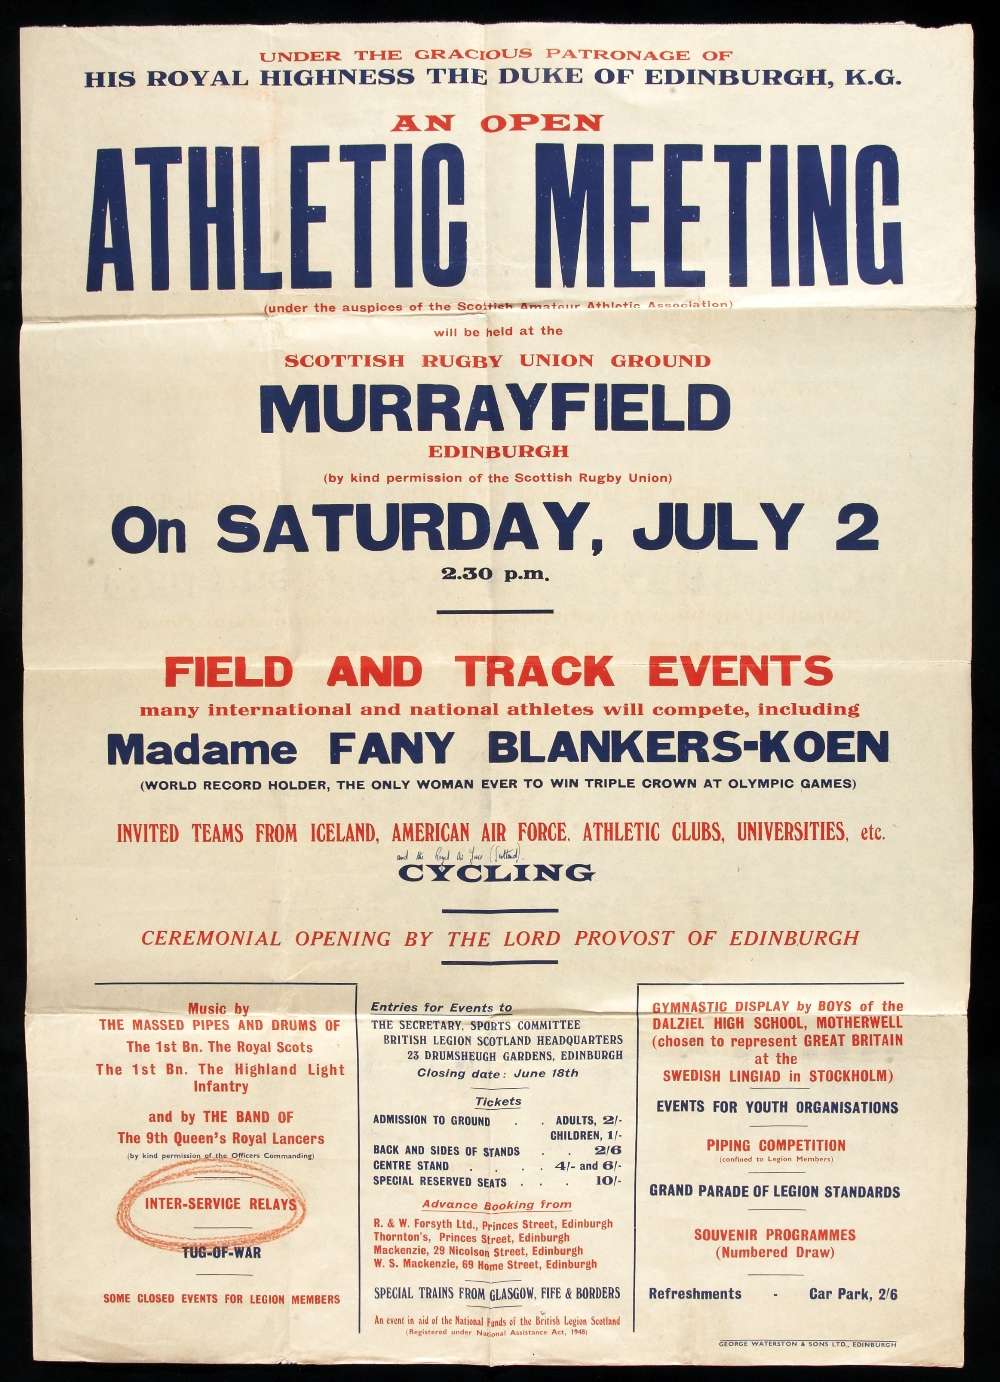 UNDER THE GRACIOUS PATRONAGE OF
HIS ROYAL HIGHNESS THE DUKE OF EDINBURGH, K.G.
AN OPEN
ATHLETIC MEETING
(under the auspices of the Scottish Amateur Athletic Association)
will be held at the
SCOTTISH RUGBY UNION GROUND
MURRAYFIELD
EDINBURGH
(by kind permission of the Scottish Rugby Union)
On SATURDAY, JULY 2
2.30 p.m.
FIELD AND TRACK EVENTS
many international and national athletes will compete, including
Madame FANY BLANKERS-KOEN
(WORLD RECORD HOLDER, THE ONLY WOMAN EVER TO WIN TRIPLE CROWN AT OLYMPIC GAMES)
INVITED TEAMS FROM ICELAND, AMERICAN AIR FORCE, ATHLETIC CLUBS, UNIVERSITIES, etc.
and the Royal Air Force (Scotland).
CYCLING
CEREMONIAL OPENING BY THE LORD PROVOST OF EDINBURGH
Music by
THE MASSED PIPES AND DRUMS OF
The 1st Bn. The Royal Scots
The 1st Bn. The Highland Light
Infantry
and by THE BAND OF
The 9th Queen's Royal Lancers
(by kind permission of the Officers Commanding)
INTER-SERVICE RELAYS
TUG-OF-WAR
SOME CLOSED EVENTS FOR LEGION MEMBERS
Entries for Events to
THE SECRETARY, SPORTS COMMITTEE
BRITISH LEGION SCOTLAND HEADQUARTERS
23 DRUMSHEUGH GARDENS, EDINBURGH
Closing date: June 18th
Tickets
ADMISSION TO GROUND . . ADULTS, 2/-
CHILDREN, 1/-
BACK AND SIDES OF STANDS . . 2/6
CENTRE STAND . . . . 4/- and 6/-
SPECIAL RESERVED SEATS . . . 10/-
Advance Booking from
R. & W. Forsyth Ltd., Princes Street, Edinburgh
Thornton's, Princes Street, Edinburgh
Mackenzie, 29 Nicolson Street, Edinburgh
W. S. Mackenzie, 69 Home Street, Edinburgh
SPECIAL TRAINS FROM GLASGOW, FIFE & BORDERS
An event in aid of the National Funds of the British Legion Scotland
(Registered under National Assistance Act, 1948)
GYMNASTIC DISPLAY by BOYS of the
DALZIEL HIGH SCHOOL, MOTHERWELL
(chosen to represent GREAT BRITAIN
at the
SWEDISH LINGIAD in STOCKHOLM)
EVENTS FOR YOUTH ORGANISATIONS
PIPING COMPETITION
(confined to Legion Members)
GRAND PARADE OF LEGION STANDARDS
SOUVENIR PROGRAMMES
(Numbered Draw)
Refreshments - Car Park, 2/6
GEORGE WATERSTON & SONS LTD., EDINBURGH